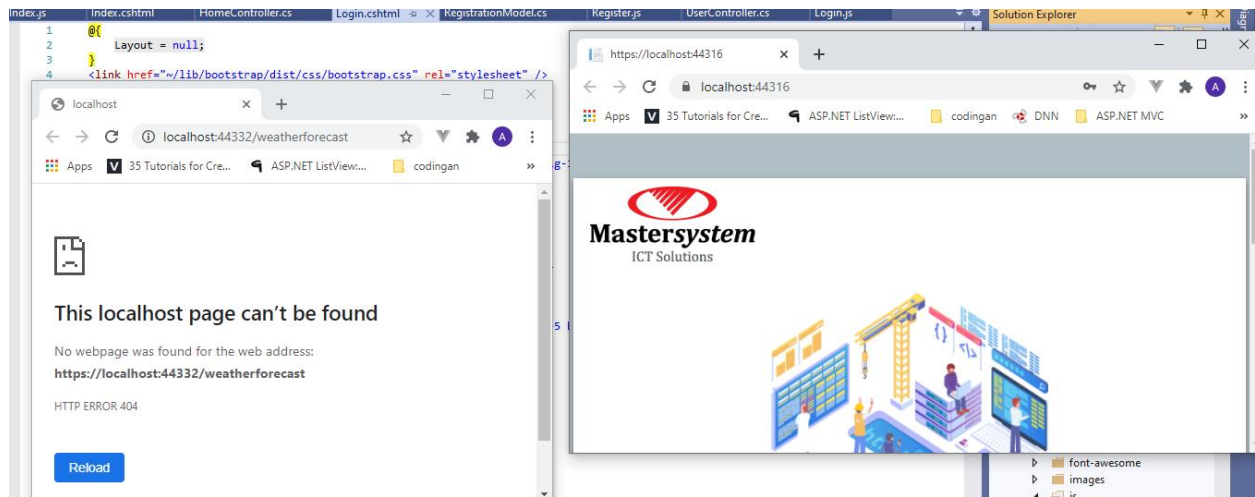 index.js Index.cshtml HomeController.cs Login.cshtml RegistrationModel.cs Register.js UserController.cs Login.js Solution Explorer
1 @{
2 Layout = null;
3 }
4 <link href="~/lib/bootstrap/dist/css/bootstrap.css" rel="stylesheet" />
localhost
localhost:44332/weatherforecast
Apps 35 Tutorials for Cre... ASP.NET ListView:.... codingan »
This localhost page can't be found
No webpage was found for the web address:
https://localhost:44332/weatherforecast
HTTP ERROR 404
Reload
https://localhost:44316
localhost:44316
Apps 35 Tutorials for Cre... ASP.NET ListView:.... codingan DNN ASP.NET MVC »
Mastersystem
ICT Solutions
font-awesome
images